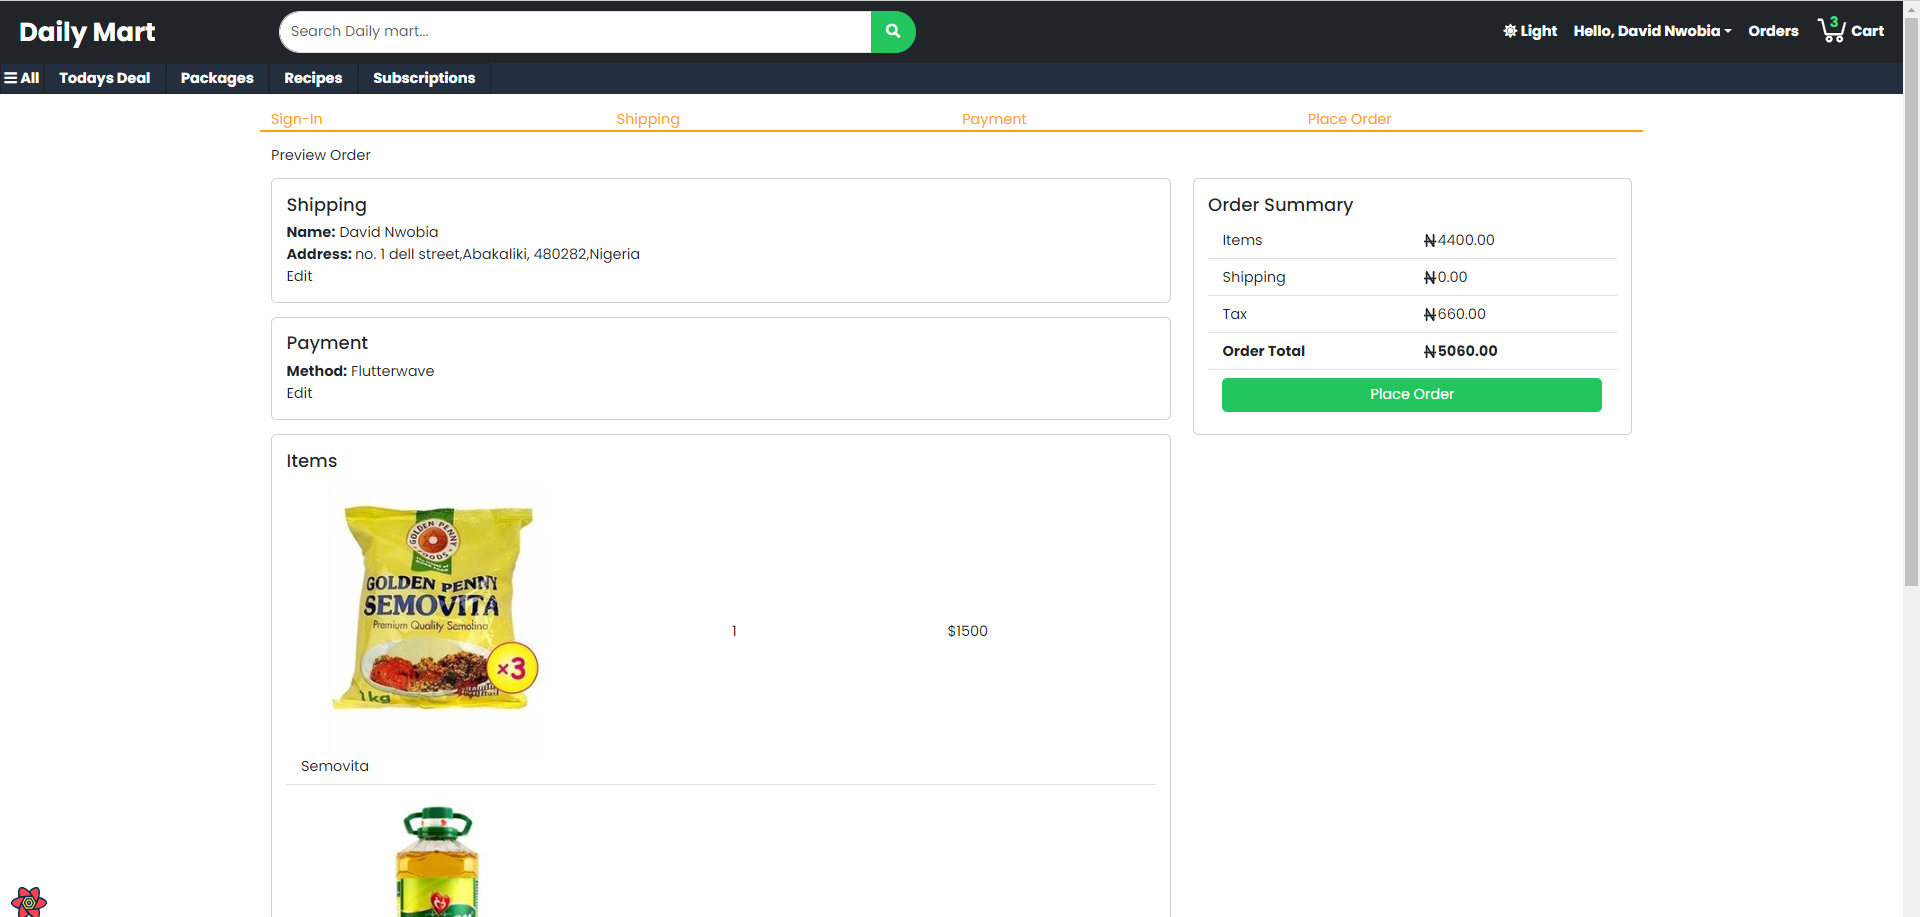 Daily Mart
Search Daily mart...
Light
Hello, David Nwobia
Orders
3
Cart
All
Todays Deal
Packages
Recipes
Subscriptions
Sign-In
Shipping
Payment
Place Order
Preview Order
Shipping
Name: David Nwobia
Address: no. 1 dell street,Abakaliki, 480282,Nigeria
Edit
Payment
Method: Flutterwave
Edit
Items
GOLDEN PENNY
FOODS
GOLDEN PENNY
SEMOVITA
Premium Quality Semolina
×3
1kg
1
$1500
Semovita
Order Summary
Items ₦4400.00
Shipping ₦0.00
Tax ₦660.00
Order Total ₦5060.00
Place Order